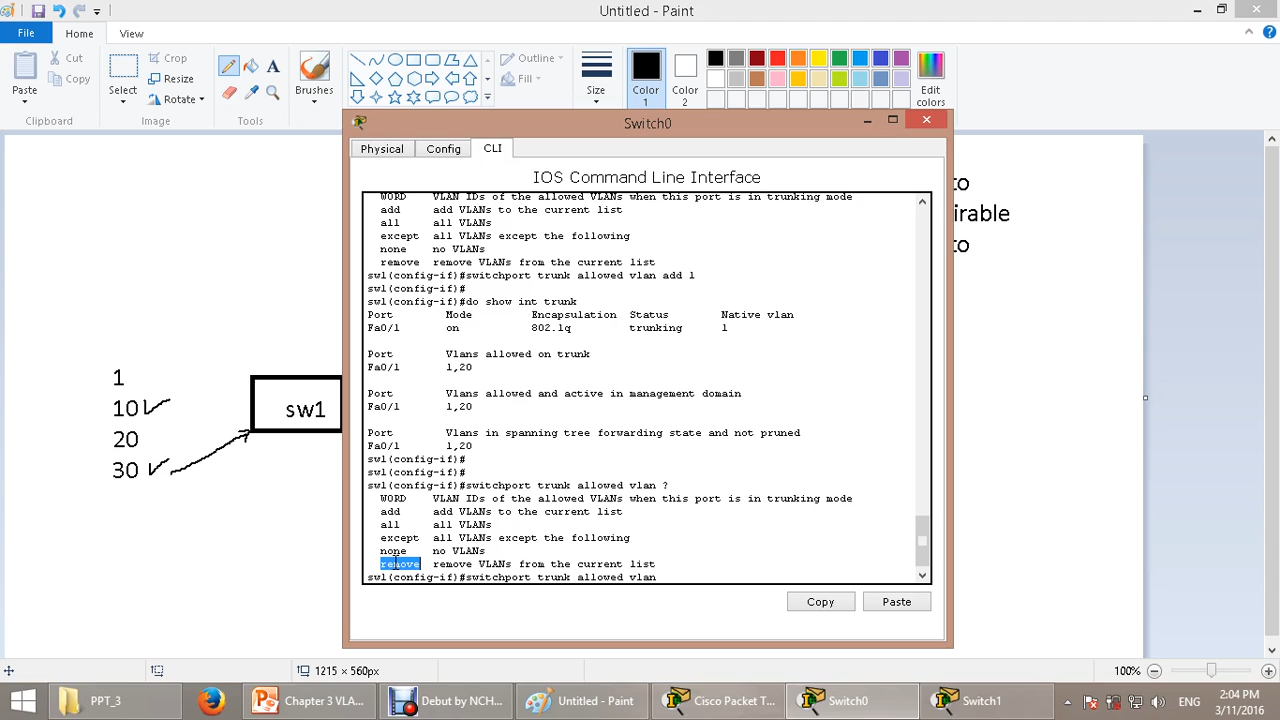 Untitled - Paint
File
Home
View
Paste
Cut
Copy
Clipboard
Select
Crop
Resize
Rotate
Image
Brushes
Tools
Outline
Fill
Shapes
Size
Color
1
Color
2
Edit
colors
Switch0
Physical
Config
CLI
IOS Command Line Interface
WORD VLAN IDs of the allowed VLANs when this port is in trunking mode
add add VLANs to the current list
all all VLANs
except all VLANs except the following
none no VLANs
remove remove VLANs from the current list
sw1(config-if)#switchport trunk allowed vlan add 1
sw1(config-if)#
sw1(config-if)#do show int trunk
Port Mode Encapsulation Status Native vlan
Fa0/1 on 802.1q trunking 1
Port Vlans allowed on trunk
Fa0/1 1,20
Port Vlans allowed and active in management domain
Fa0/1 1,20
Port Vlans in spanning tree forwarding state and not pruned
Fa0/1 1,20
sw1(config-if)#
sw1(config-if)#
sw1(config-if)#switchport trunk allowed vlan ?
WORD VLAN IDs of the allowed VLANs when this port is in trunking mode
add add VLANs to the current list
all all VLANs
except all VLANs except the following
none no VLANs
remove remove VLANs from the current list
sw1(config-if)#switchport trunk allowed vlan
Copy
Paste
1
10
20
30
sw1
to
irable
to
1215 × 560px
100%
PPT_3
Chapter 3 VLA...
Debut by NCH...
Untitled - Paint
Cisco Packet T...
Switch0
Switch1
ENG
2:04 PM
3/11/2016